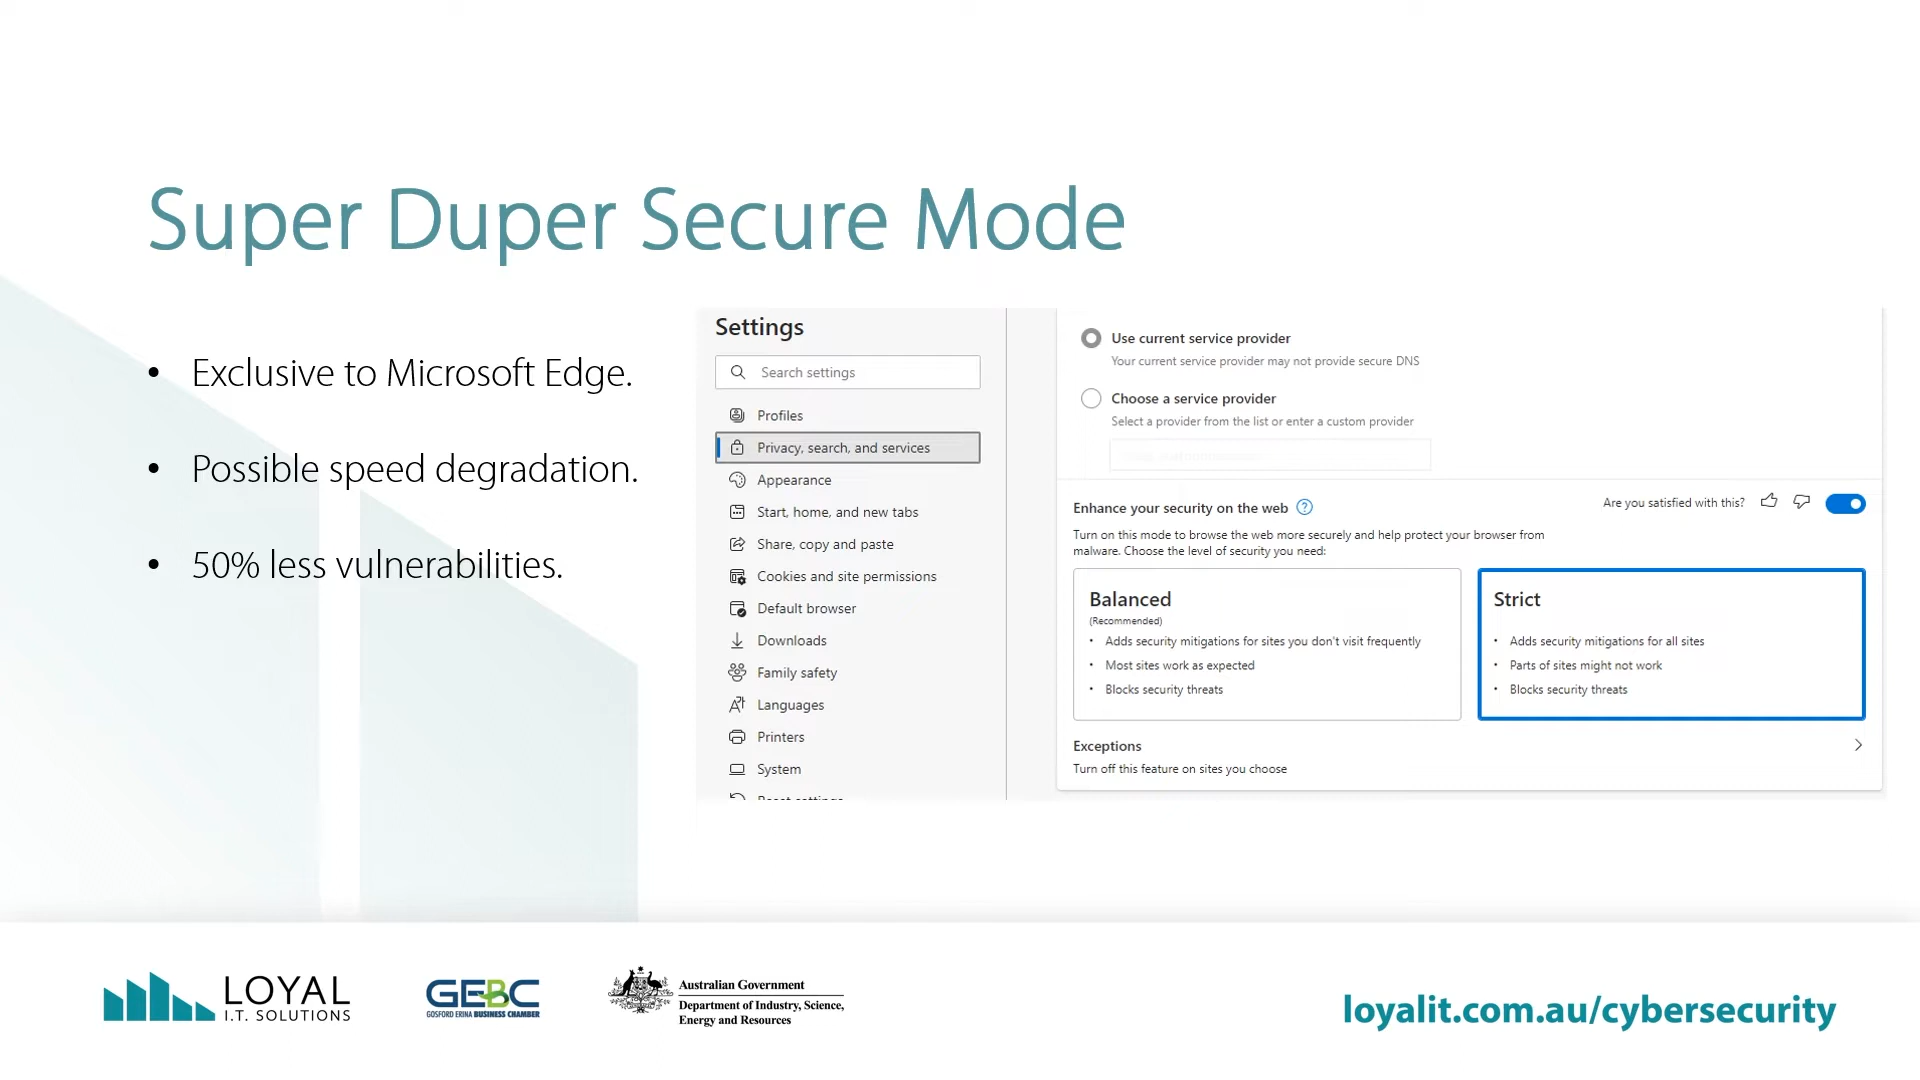 Super Duper Secure Mode
• Exclusive to Microsoft Edge.
• Possible speed degradation.
• 50% less vulnerabilities.
Settings
Search settings
Profiles
Privacy, search, and services
Appearance
Start, home, and new tabs
Share, copy and paste
Cookies and site permissions
Default browser
Downloads
Family safety
Languages
Printers
System
Reset settings
Use current service provider
Your current service provider may not provide secure DNS
Choose a service provider
Select a provider from the list or enter a custom provider
Enhance your security on the web
Are you satisfied with this?
Turn on this mode to browse the web more securely and help protect your browser from
malware. Choose the level of security you need:
Balanced
(Recommended)
• Adds security mitigations for sites you don't visit frequently
• Most sites work as expected
• Blocks security threats
Strict
• Adds security mitigations for all sites
• Parts of sites might not work
• Blocks security threats
Exceptions
Turn off this feature on sites you choose
LOYAL
I.T. SOLUTIONS
GEBC
GOSFORD ERINA BUSINESS CHAMBER
Australian Government
Department of Industry, Science,
Energy and Resources
loyalit.com.au/cybersecurity